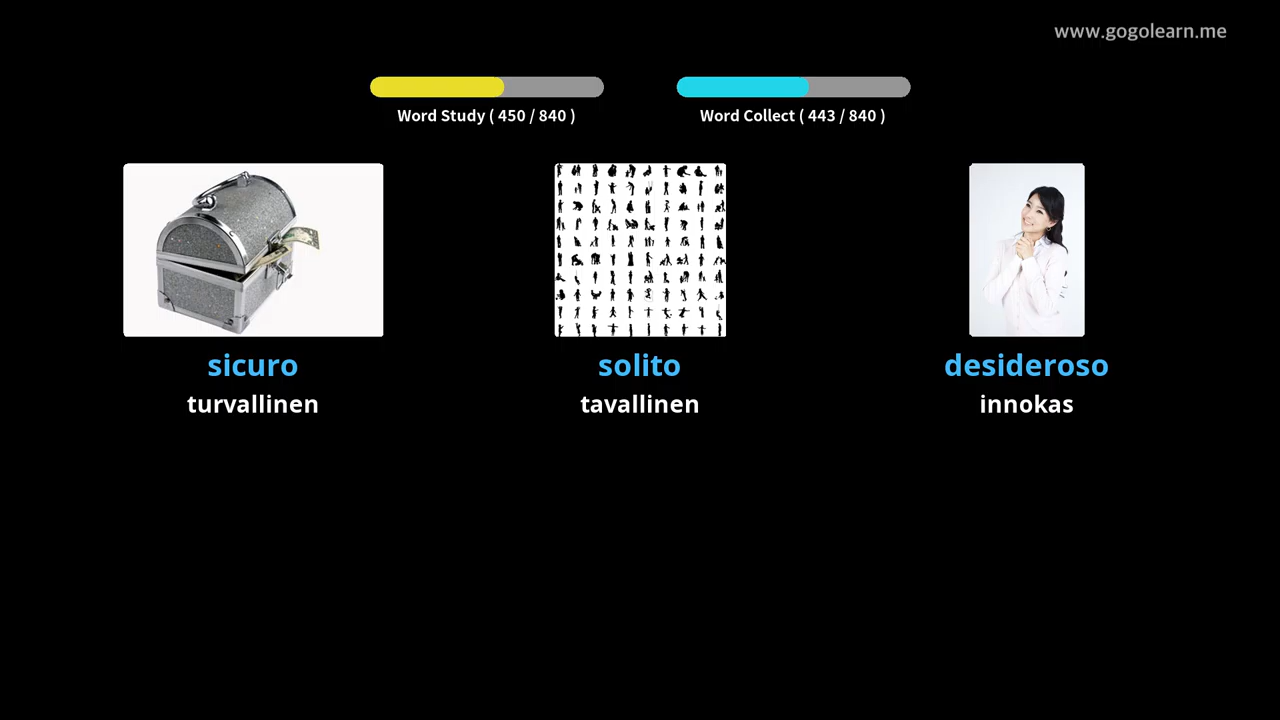 www.gogolearn.me
Word Study ( 450 / 840 )
Word Collect ( 443 / 840 )
sicuro
turvallinen
solito
tavallinen
desideroso
innokas